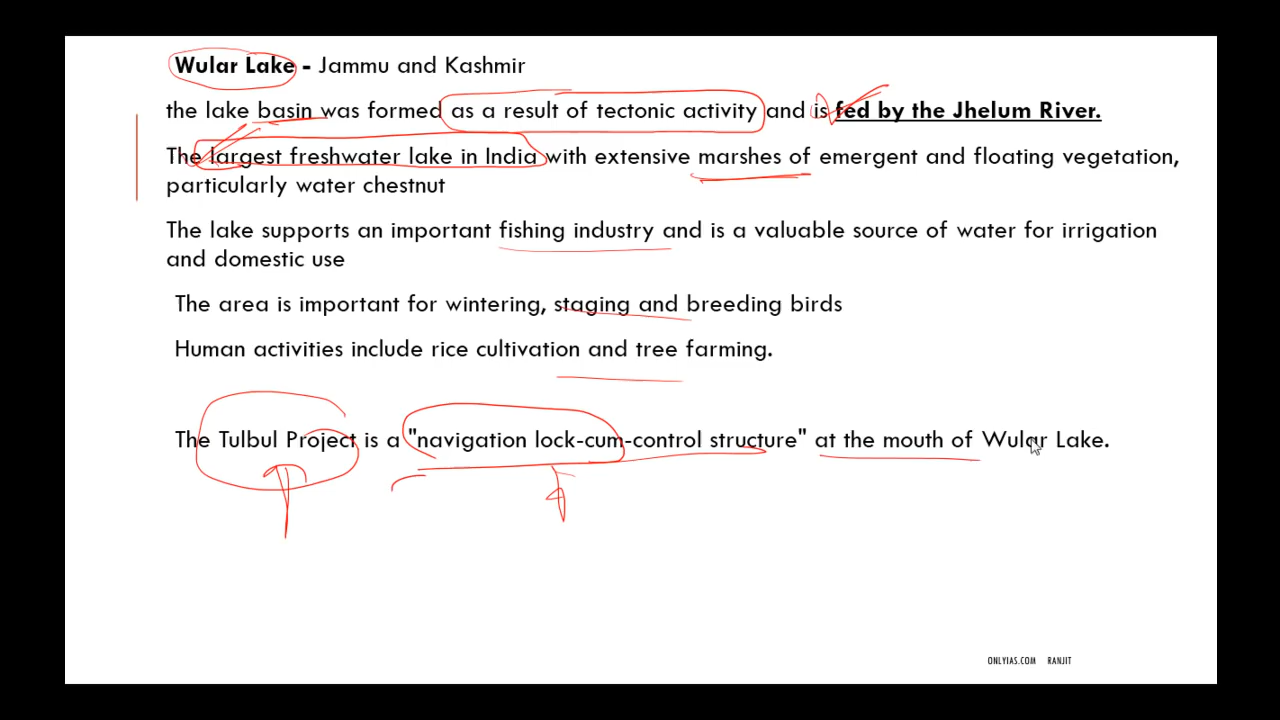 Wular Lake - Jammu and Kashmir
the lake basin was formed as a result of tectonic activity and is fed by the Jhelum River.
The largest freshwater lake in India with extensive marshes of emergent and floating vegetation,
particularly water chestnut
The lake supports an important fishing industry and is a valuable source of water for irrigation
and domestic use
The area is important for wintering, staging and breeding birds
Human activities include rice cultivation and tree farming.
The Tulbul Project is a "navigation lock-cum-control structure" at the mouth of Wular Lake.
ONLYIAS.COM RANJIT